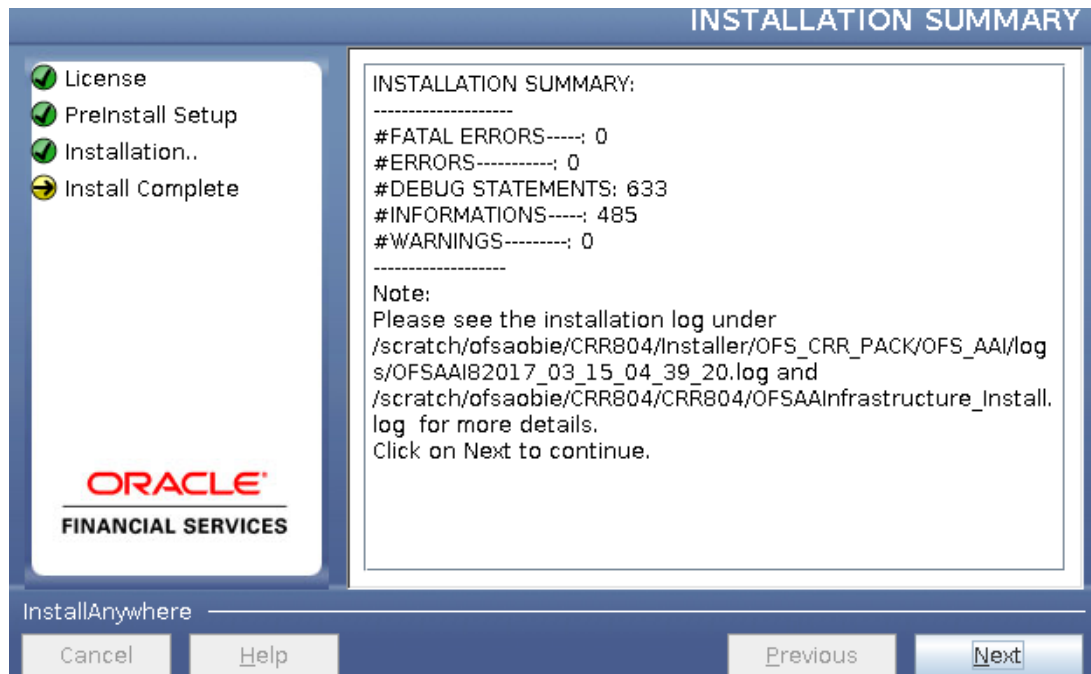 INSTALLATION SUMMARY
License
PreInstall Setup
Installation..
Install Complete
ORACLE
FINANCIAL SERVICES
INSTALLATION SUMMARY:
--------------------
#FATAL ERRORS-----: 0
#ERRORS-----------: 0
#DEBUG STATEMENTS: 633
#INFORMATIONS-----: 485
#WARNINGS---------: 0
-------------------
Note:
Please see the installation log under
/scratch/ofsaobie/CRR804/Installer/OFS_CRR_PACK/OFS_AAI/log
s/OFSAAI82017_03_15_04_39_20.log and
/scratch/ofsaobie/CRR804/CRR804/OFSAAInfrastructure_Install.
log  for more details.
Click on Next to continue.
InstallAnywhere
Cancel
Help
Previous
Next